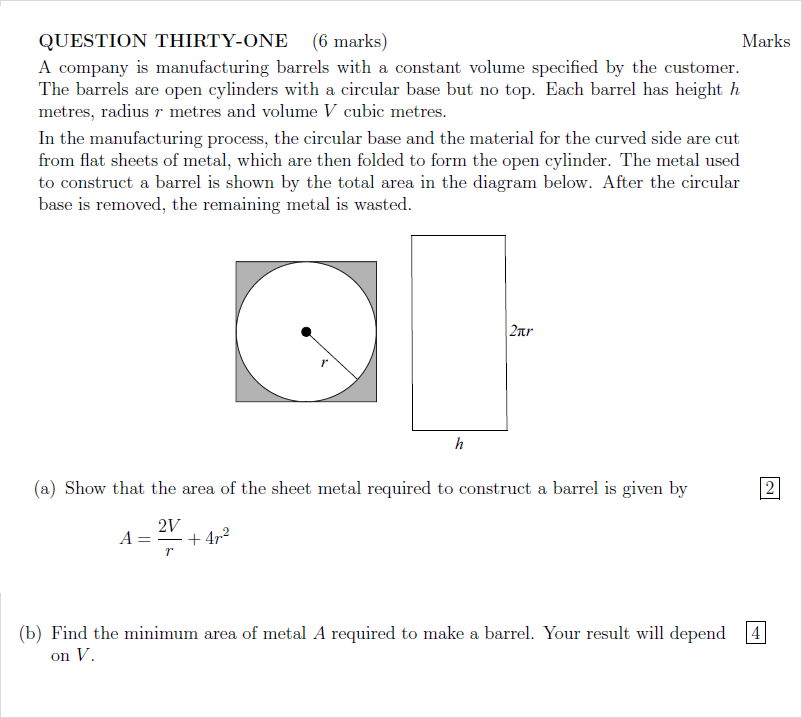 QUESTION THIRTY-ONE (6 marks) Marks
A company is manufacturing barrels with a constant volume specified by the customer.
The barrels are open cylinders with a circular base but no top. Each barrel has height h
metres, radius r metres and volume V cubic metres.
In the manufacturing process, the circular base and the material for the curved side are cut
from flat sheets of metal, which are then folded to form the open cylinder. The metal used
to construct a barrel is shown by the total area in the diagram below. After the circular
base is removed, the remaining metal is wasted.
r
2πr
h
(a) Show that the area of the sheet metal required to construct a barrel is given by 2
A = 2V/r + 4r²
(b) Find the minimum area of metal A required to make a barrel. Your result will depend 4
on V.